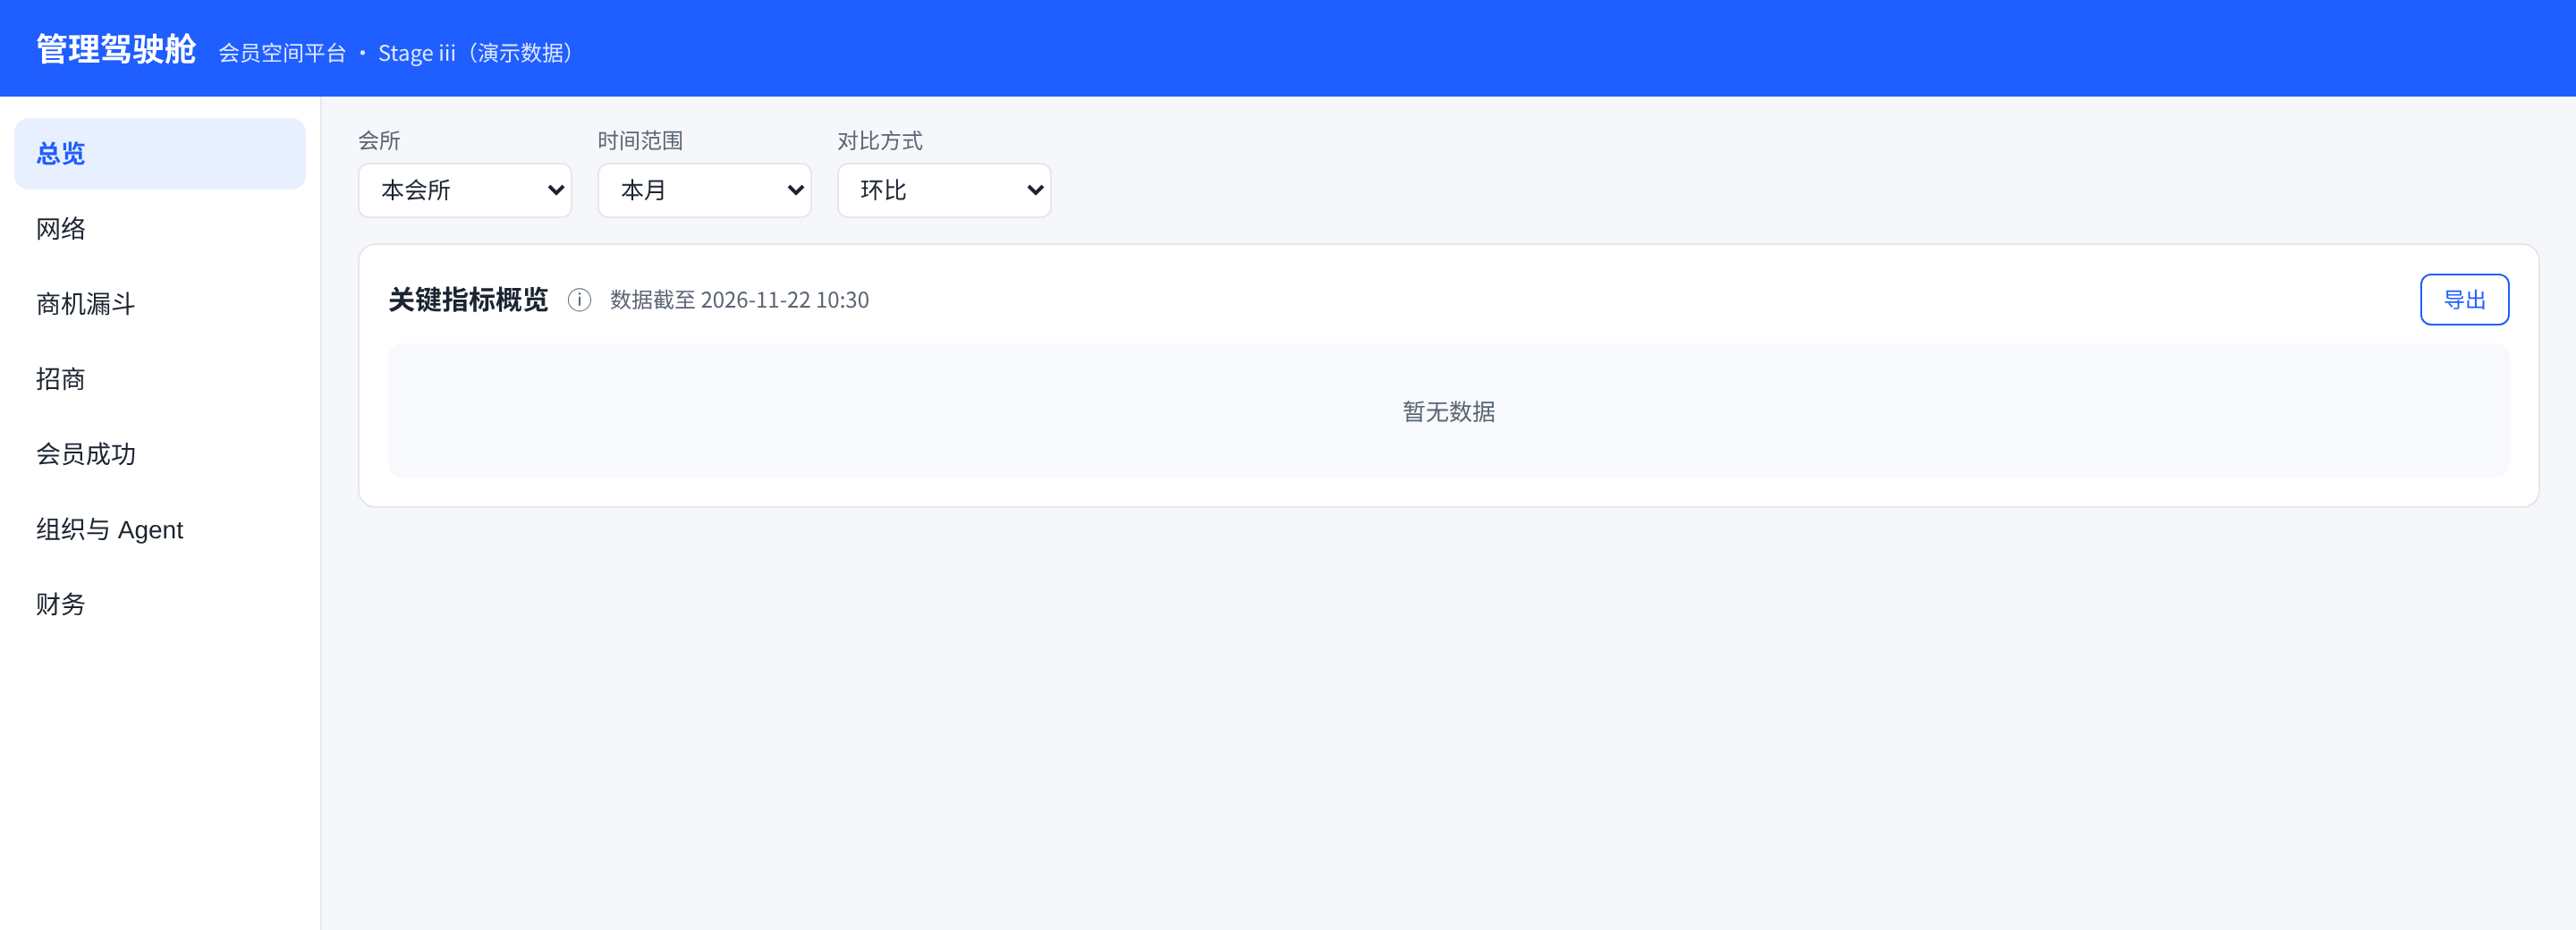 管理驾驶舱 会员空间平台 · Stage iii（演示数据）
总览
网络
商机漏斗
招商
会员成功
组织与 Agent
财务
会所 时间范围 对比方式
本会所 本月 环比
关键指标概览 ⓘ 数据截至 2026-11-22 10:30 导出
暂无数据